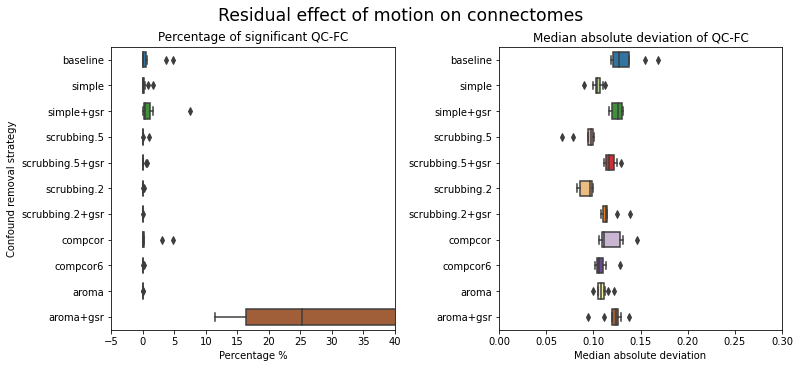 Residual effect of motion on connectomes
Percentage of significant QC-FC
Confound removal strategy
baseline
simple
simple+gsr
scrubbing.5
scrubbing.5+gsr
scrubbing.2
scrubbing.2+gsr
compcor
compcor6
aroma
aroma+gsr
−5 0 5 10 15 20 25 30 35 40
Percentage %
Median absolute deviation of QC-FC
baseline
simple
simple+gsr
scrubbing.5
scrubbing.5+gsr
scrubbing.2
scrubbing.2+gsr
compcor
compcor6
aroma
aroma+gsr
0.00 0.05 0.10 0.15 0.20 0.25 0.30
Median absolute deviation